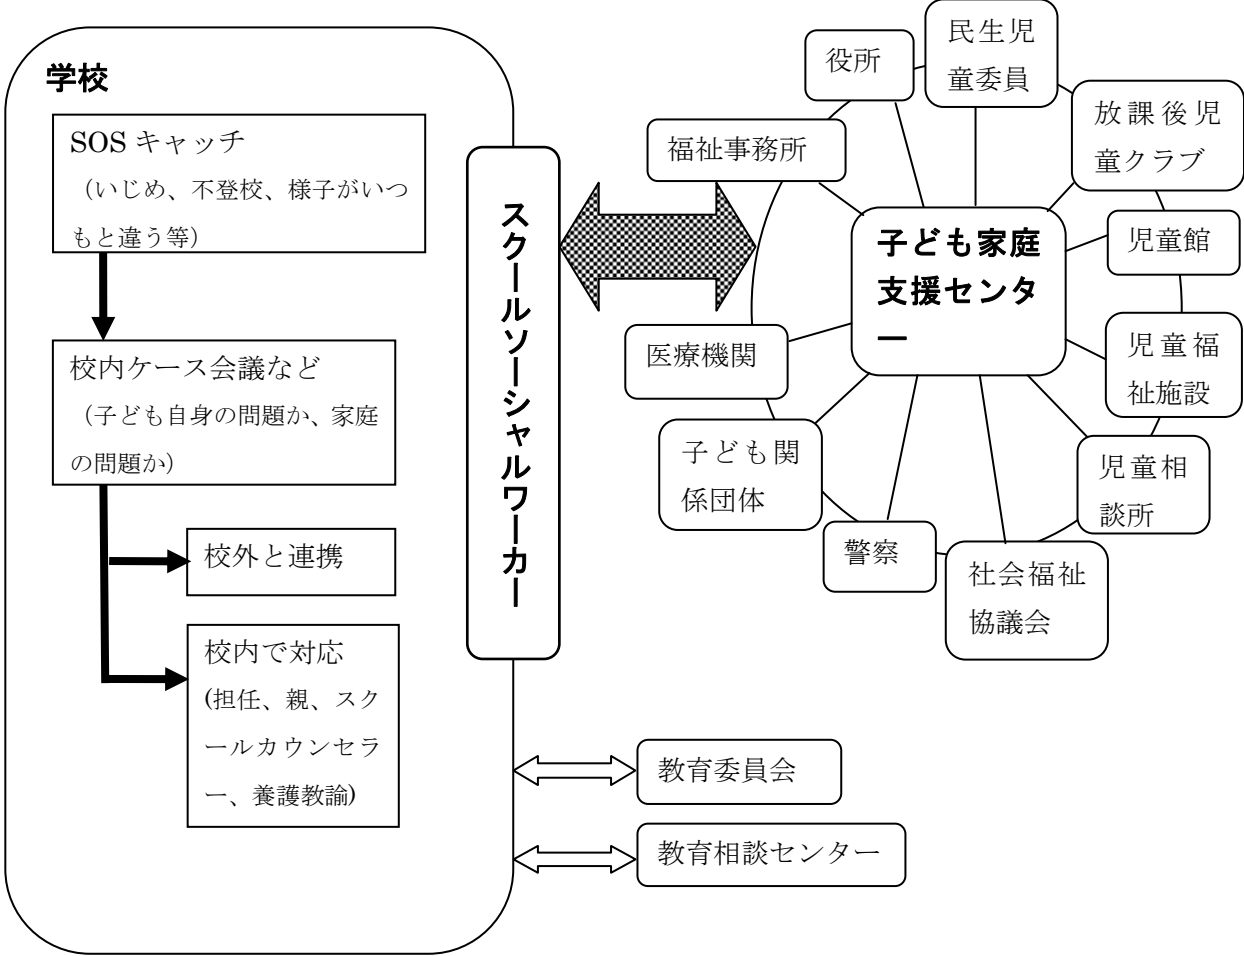 学校
SOS キャッチ
（いじめ、不登校、様子がいつ
もと違う等）
校内ケース会議など
（子ども自身の問題か、家庭
の問題か）
校外と連携
校内で対応
(担任、親、スク
ールカウンセラ
ー、養護教諭)
スクールソーシャルワーカー
役所
民生児
童委員
放課後児
童クラブ
福祉事務所
児童館
子ども家庭
支援センタ
ー
医療機関
児童福
祉施設
子ども関
係団体
児童相
談所
警察
社会福祉
協議会
教育委員会
教育相談センター